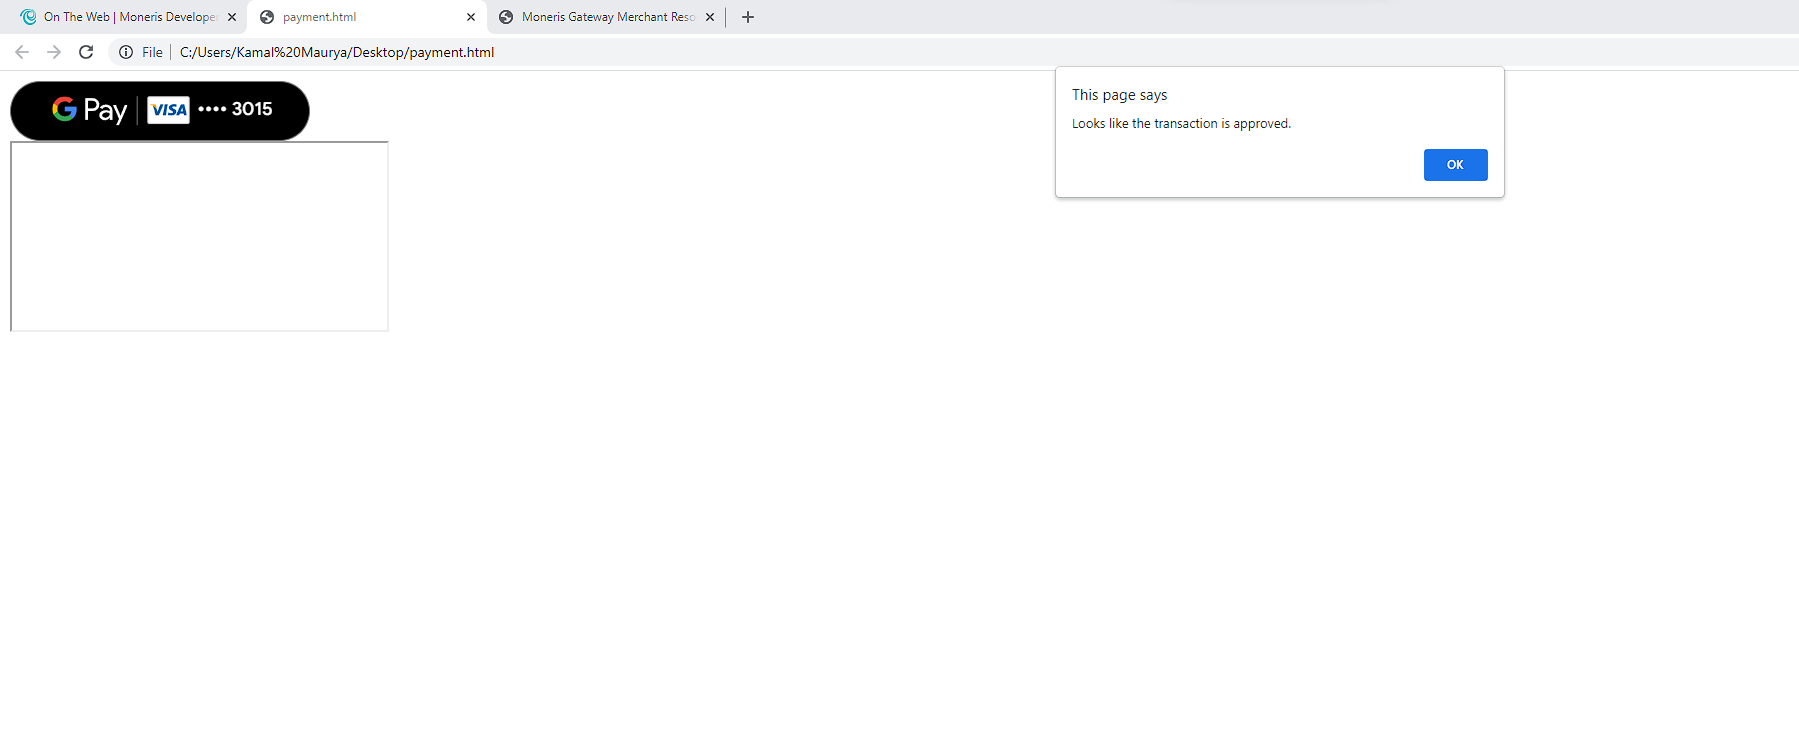 On The Web | Moneris Developer
payment.html
Moneris Gateway Merchant Reso
File
C:/Users/Kamal%20Maurya/Desktop/payment.html
G Pay VISA •••• 3015
This page says
Looks like the transaction is approved.
OK